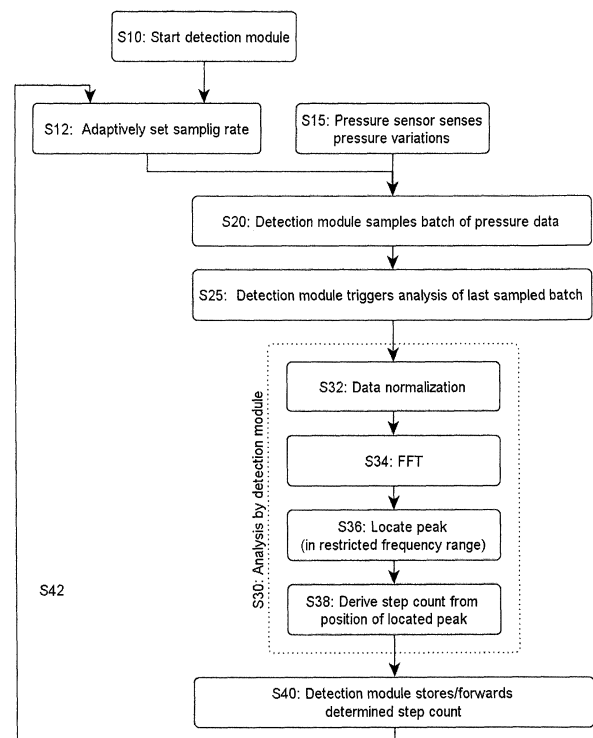 S10: Start detection module
S12: Adaptively set samplig rate
S15: Pressure sensor senses
pressure variations
S20: Detection module samples batch of pressure data
S25: Detection module triggers analysis of last sampled batch
S30: Analysis by detection module
S32: Data normalization
S34: FFT
S36: Locate peak
(in restricted frequency range)
S38: Derive step count from
position of located peak
S42
S40: Detection module stores/forwards
determined step count